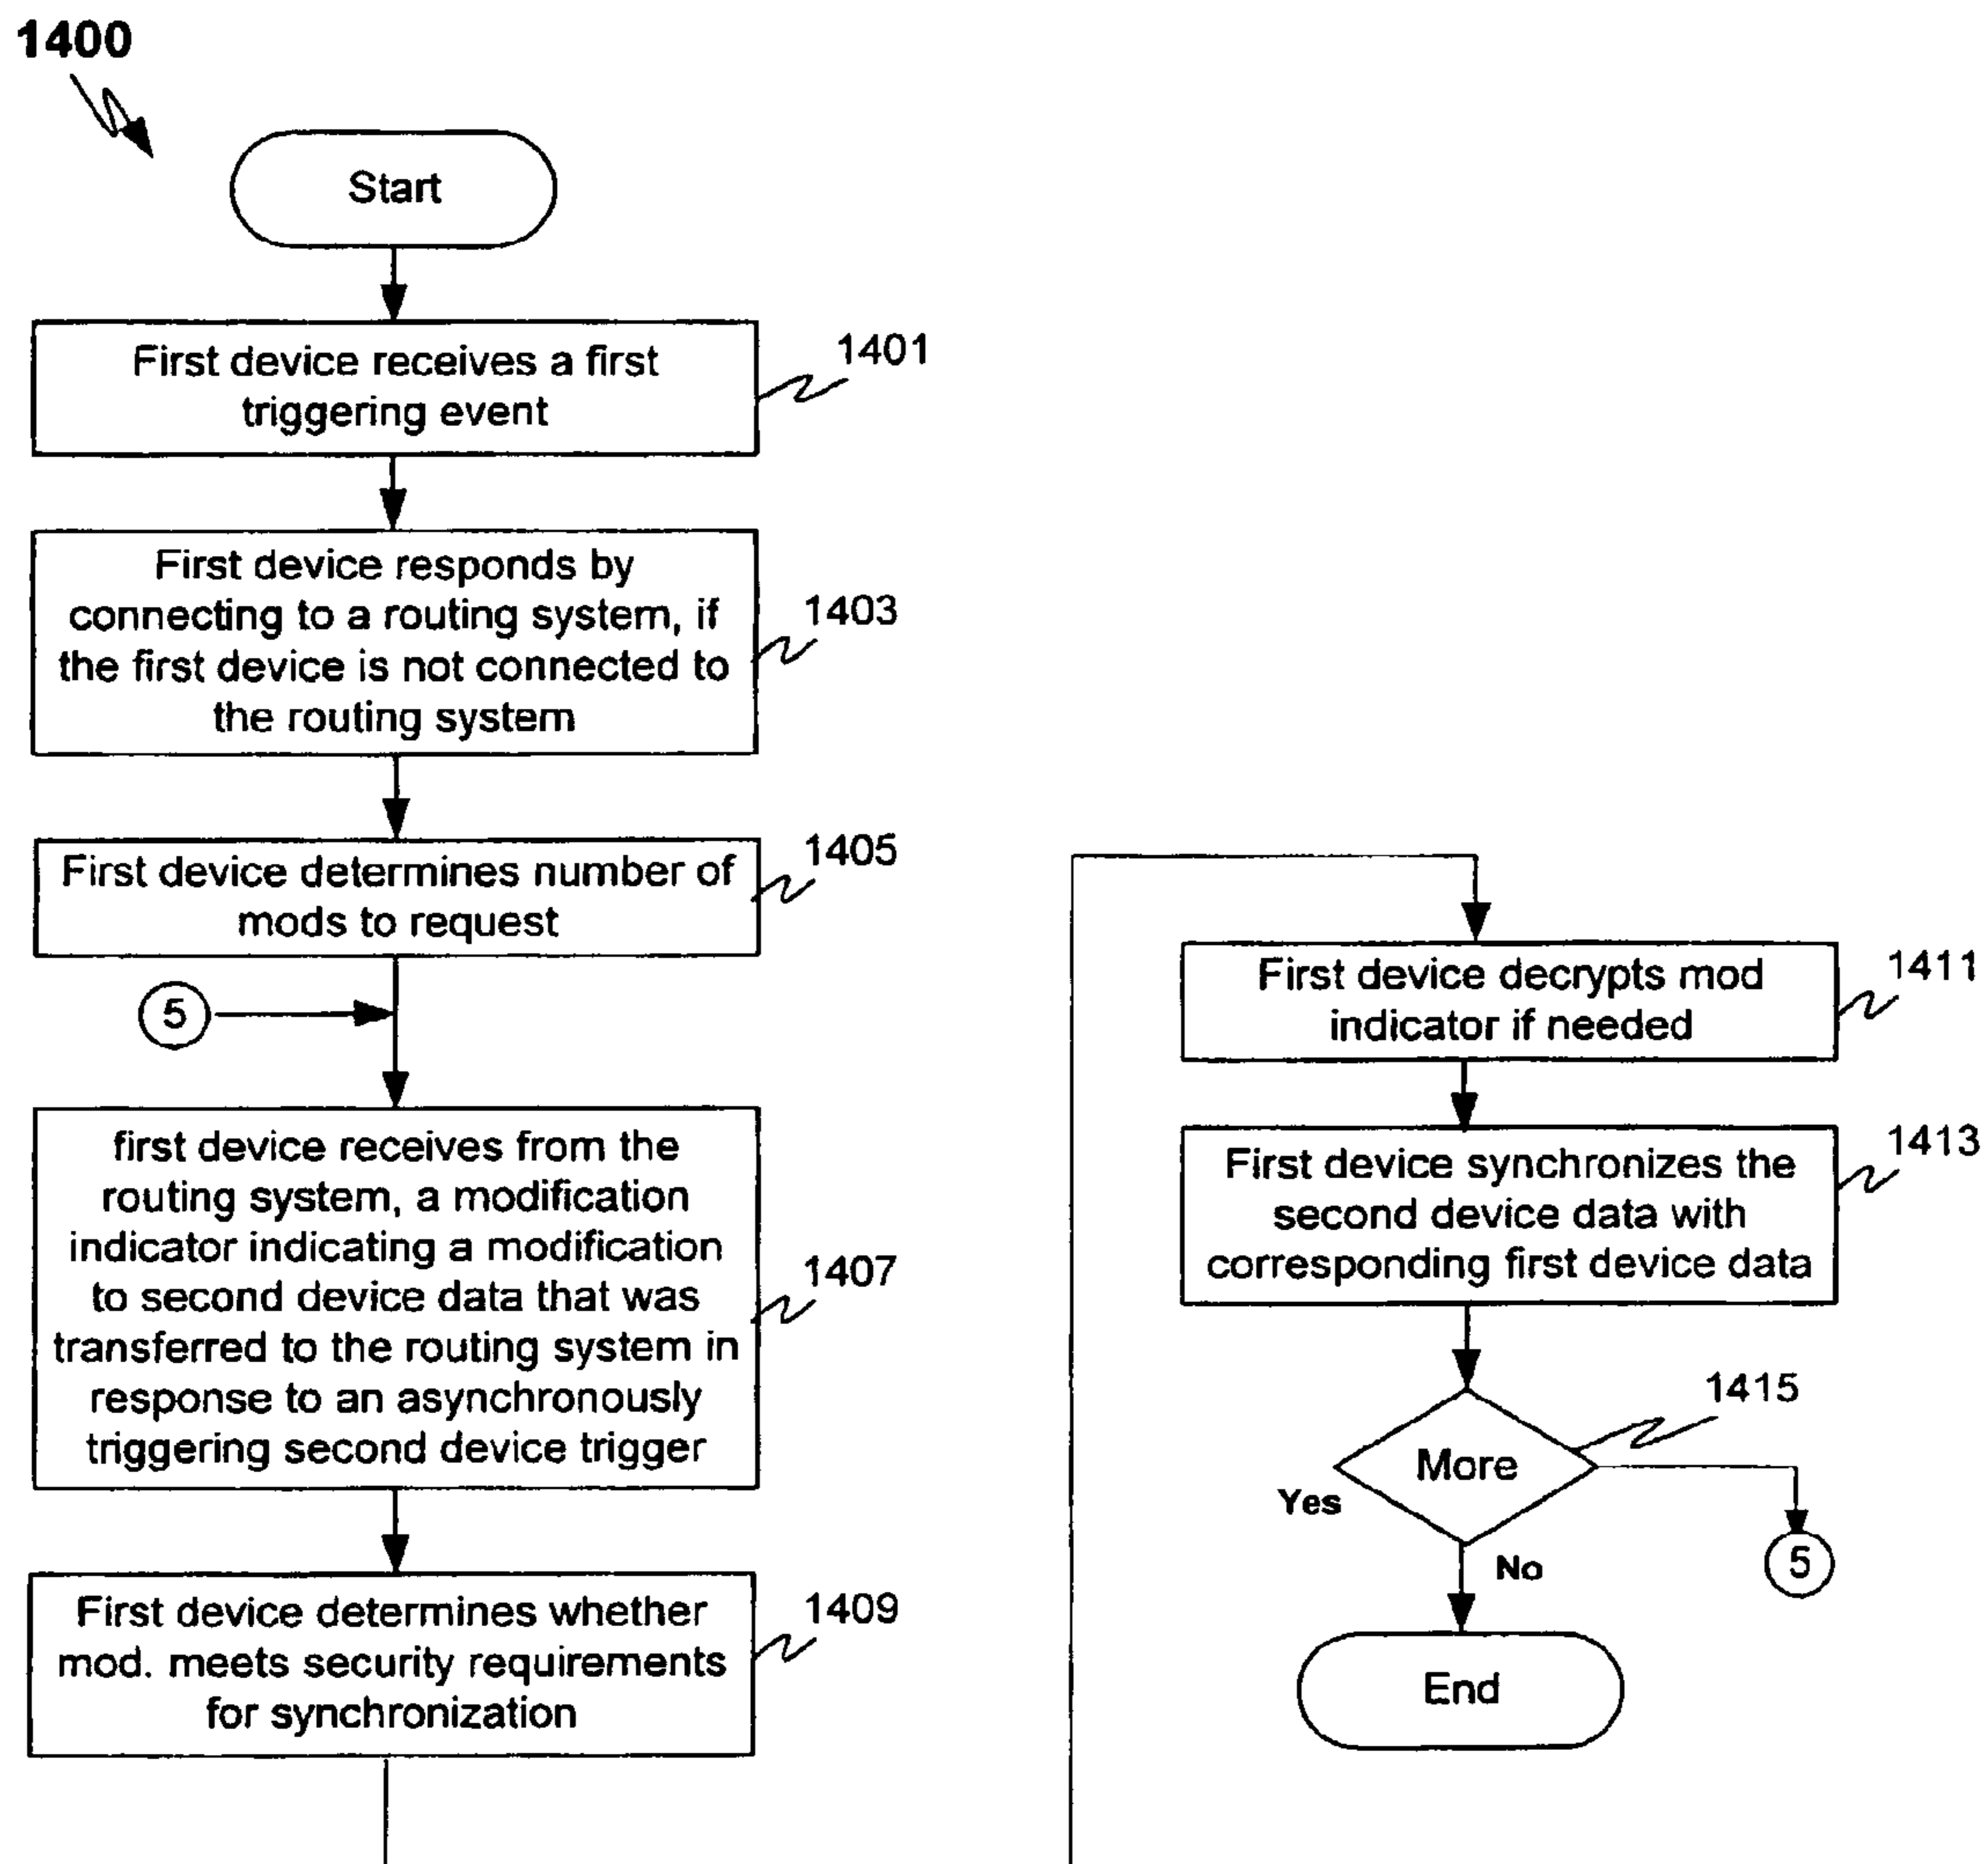 1400
Start
First device receives a first
triggering event
1401
First device responds by
connecting to a routing system, if
the first device is not connected to
the routing system
1403
First device determines number of
mods to request
1405
5
first device receives from the
routing system, a modification
indicator indicating a modification
to second device data that was
transferred to the routing system in
response to an asynchronously
triggering second device trigger
1407
First device determines whether
mod. meets security requirements
for synchronization
1409
First device decrypts mod
indicator if needed
1411
First device synchronizes the
second device data with
corresponding first device data
1413
More
1415
Yes
No
5
End